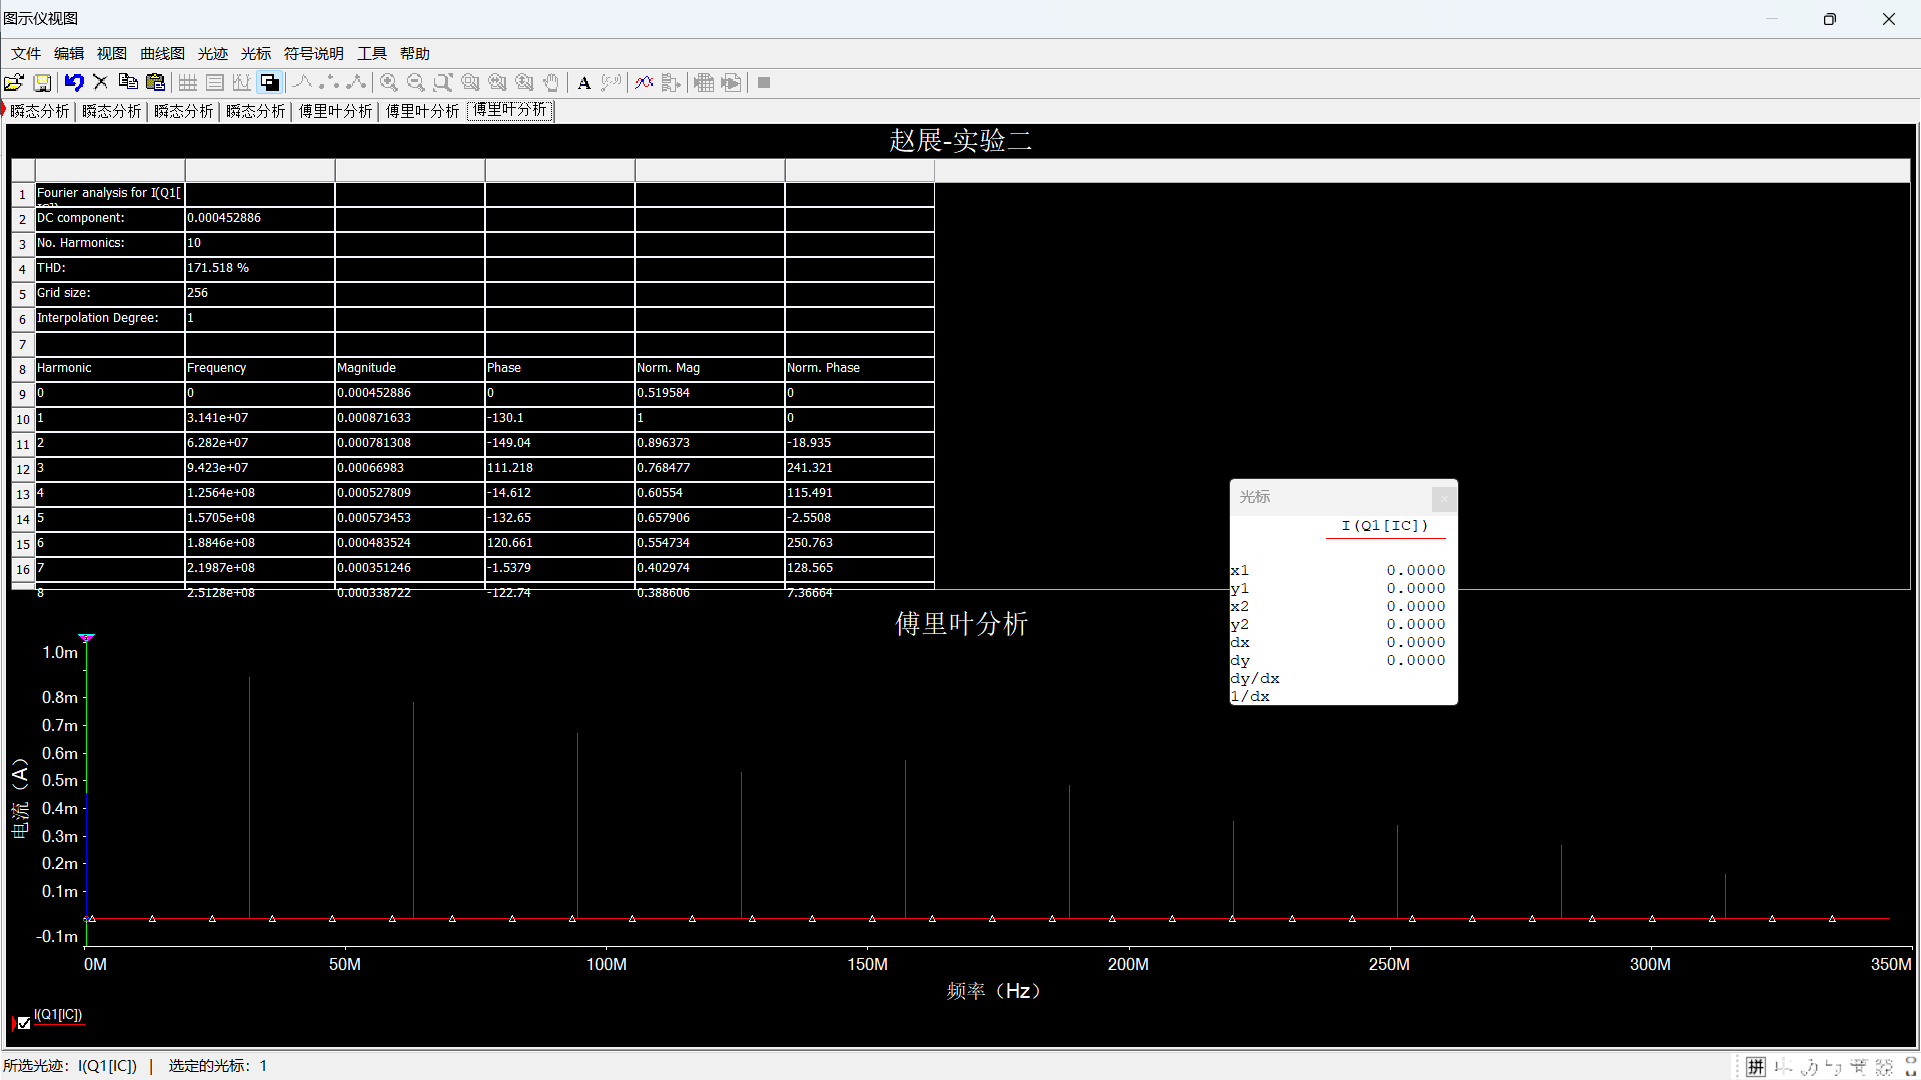 图示仪视图
文件 编辑 视图 曲线图 光迹 光标 符号说明 工具 帮助
瞬态分析 瞬态分析 瞬态分析 瞬态分析 傅里叶分析 傅里叶分析 傅里叶分析
赵展-实验二
1 Fourier analysis for I(Q1[
2 DC component: 0.000452886
3 No. Harmonics: 10
4 THD: 171.518 %
5 Grid size: 256
6 Interpolation Degree: 1
7
8 Harmonic Frequency Magnitude Phase Norm. Mag Norm. Phase
9 0 0 0.000452886 0 0.519584 0
10 1 3.141e+07 0.000871633 -130.1 1 0
11 2 6.282e+07 0.000781308 -149.04 0.896373 -18.935
12 3 9.423e+07 0.00066983 111.218 0.768477 241.321
13 4 1.2564e+08 0.000527809 -14.612 0.60554 115.491
14 5 1.5705e+08 0.000573453 -132.65 0.657906 -2.5508
15 6 1.8846e+08 0.000483524 120.661 0.554734 250.763
16 7 2.1987e+08 0.000351246 -1.5379 0.402974 128.565
8 2.5128e+08 0.000338722 -122.74 0.388606 7.36664
光标
I(Q1[IC])
x1 0.0000
y1 0.0000
x2 0.0000
y2 0.0000
dx 0.0000
dy 0.0000
dy/dx
1/dx
傅里叶分析
1.0m
0.8m
0.7m
0.6m
0.5m
0.4m
0.3m
0.2m
0.1m
-0.1m
电流（A）
0M 50M 100M 150M 200M 250M 300M 350M
频率（Hz）
I(Q1[IC])
所选光迹: I(Q1[IC]) | 选定的光标: 1
拼